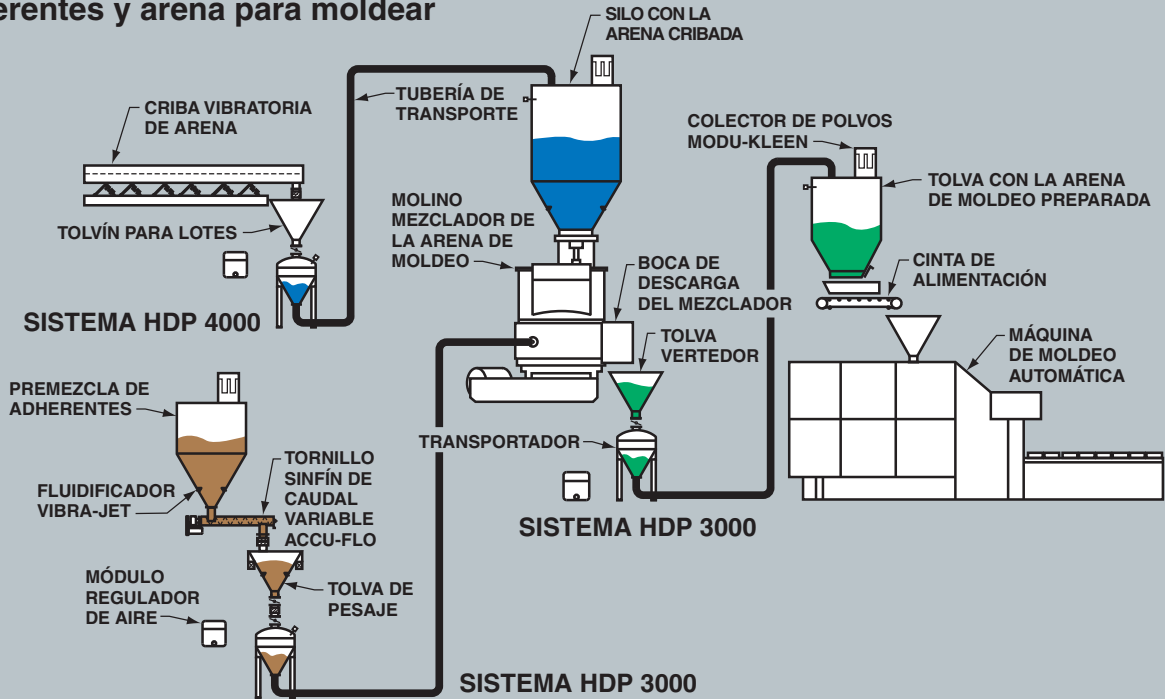 y arena para moldear
SILO CON LA
ARENA CRIBADA
CRIBA VIBRATORIA
DE ARENA
TUBERÍA DE
TRANSPORTE
COLECTOR DE POLVOS
MODU-KLEEN
TOLVA CON LA ARENA
DE MOLDEO PREPARADA
MOLINO
MEZCLADOR DE
LA ARENA DE
MOLDEO
TOLVÍN PARA LOTES
BOCA DE
DESCARGA
DEL MEZCLADOR
CINTA DE
ALIMENTACIÓN
SISTEMA HDP 4000
TOLVA
VERTEDOR
MÁQUINA
DE MOLDEO
AUTOMÁTICA
PREMEZCLA DE
ADHERENTES
TRANSPORTADOR
TORNILLO
SINFÍN DE
CAUDAL
VARIABLE
ACCU-FLO
FLUIDIFICADOR
VIBRA-JET
SISTEMA HDP 3000
MÓDULO
REGULADOR
DE AIRE
TOLVA DE
PESAJE
SISTEMA HDP 3000